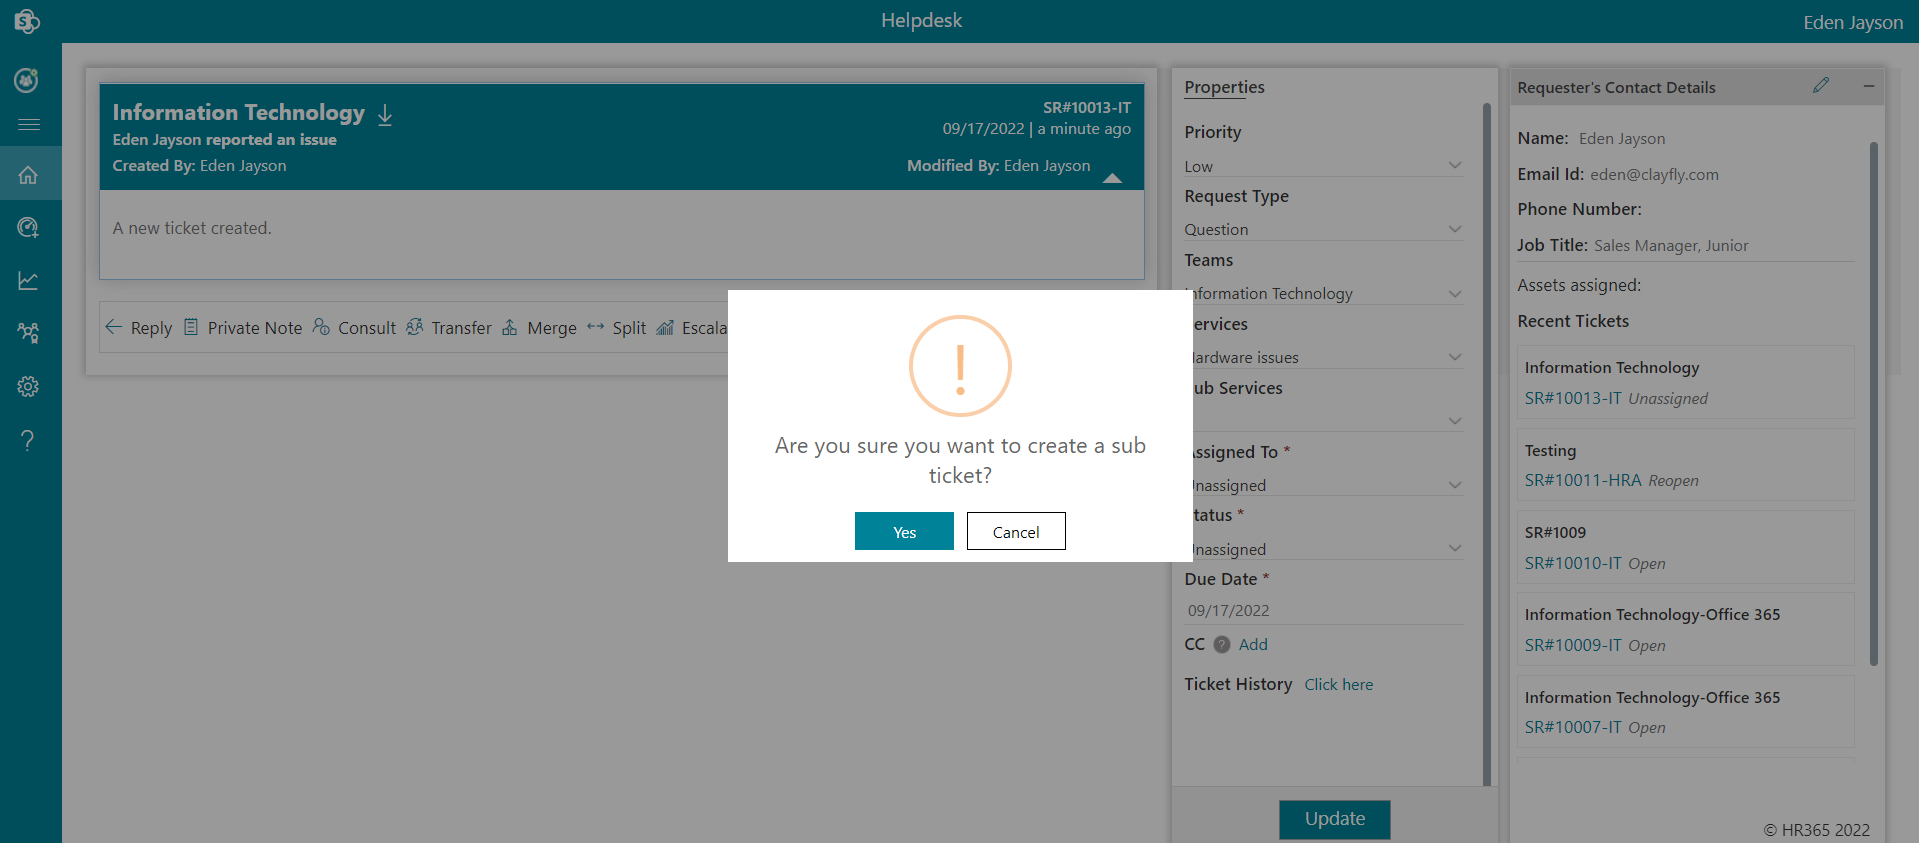 Helpdesk
Eden Jayson
Information Technology
SR#10013-IT
Eden Jayson reported an issue
09/17/2022 | a minute ago
Created By: Eden Jayson
Modified By: Eden Jayson
A new ticket created.
Reply Private Note Consult Transfer Merge Split Escala
Are you sure you want to create a sub
ticket?
Yes
Cancel
Properties
Priority
Low
Request Type
Question
Teams
Information Technology
ervices
ardware issues
ub Services
Assigned To *
nassigned
tatus *
nassigned
Due Date *
09/17/2022
CC ? Add
Ticket History Click here
Update
Requester's Contact Details
Name: Eden Jayson
Email Id: eden@clayfly.com
Phone Number:
Job Title: Sales Manager, Junior
Assets assigned:
Recent Tickets
Information Technology
SR#10013-IT Unassigned
Testing
SR#10011-HRA Reopen
SR#1009
SR#10010-IT Open
Information Technology-Office 365
SR#10009-IT Open
Information Technology-Office 365
SR#10007-IT Open
© HR365 2022